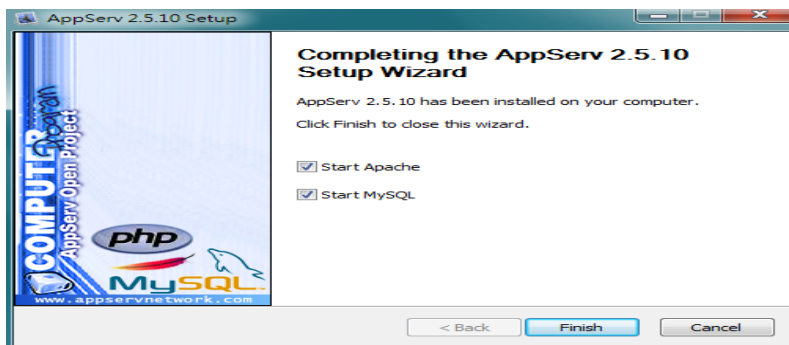 AppServ 2.5.10 Setup
Completing the AppServ 2.5.10
Setup Wizard
AppServ 2.5.10 has been installed on your computer.
Click Finish to close this wizard.
Start Apache
Start MySQL
COMPUTER
Program
AppServ Open Project
php
MySQL
www.appservnetwork.com
< Back
Finish
Cancel